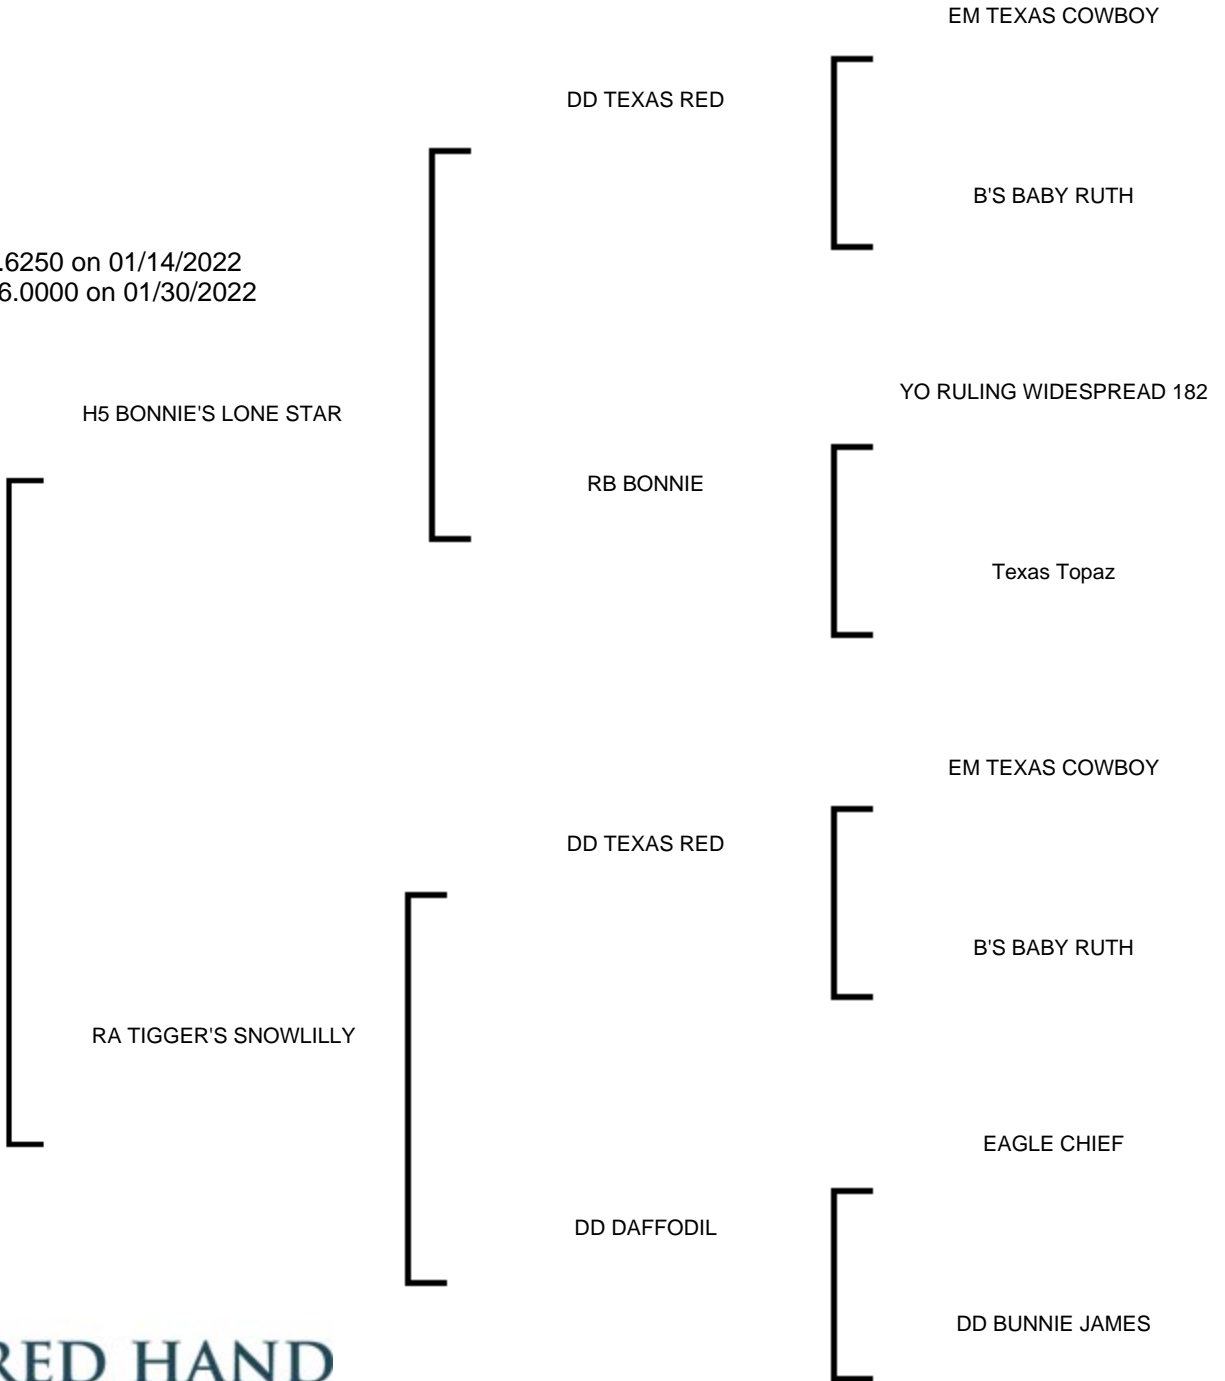 EM TEXAS COWBOY
DD TEXAS RED
B'S BABY RUTH
.6250 on 01/14/2022
6.0000 on 01/30/2022
YO RULING WIDESPREAD 182
H5 BONNIE'S LONE STAR
RB BONNIE
Texas Topaz
EM TEXAS COWBOY
DD TEXAS RED
B'S BABY RUTH
RA TIGGER'S SNOWLILLY
EAGLE CHIEF
DD DAFFODIL
DD BUNNIE JAMES
RED HAND